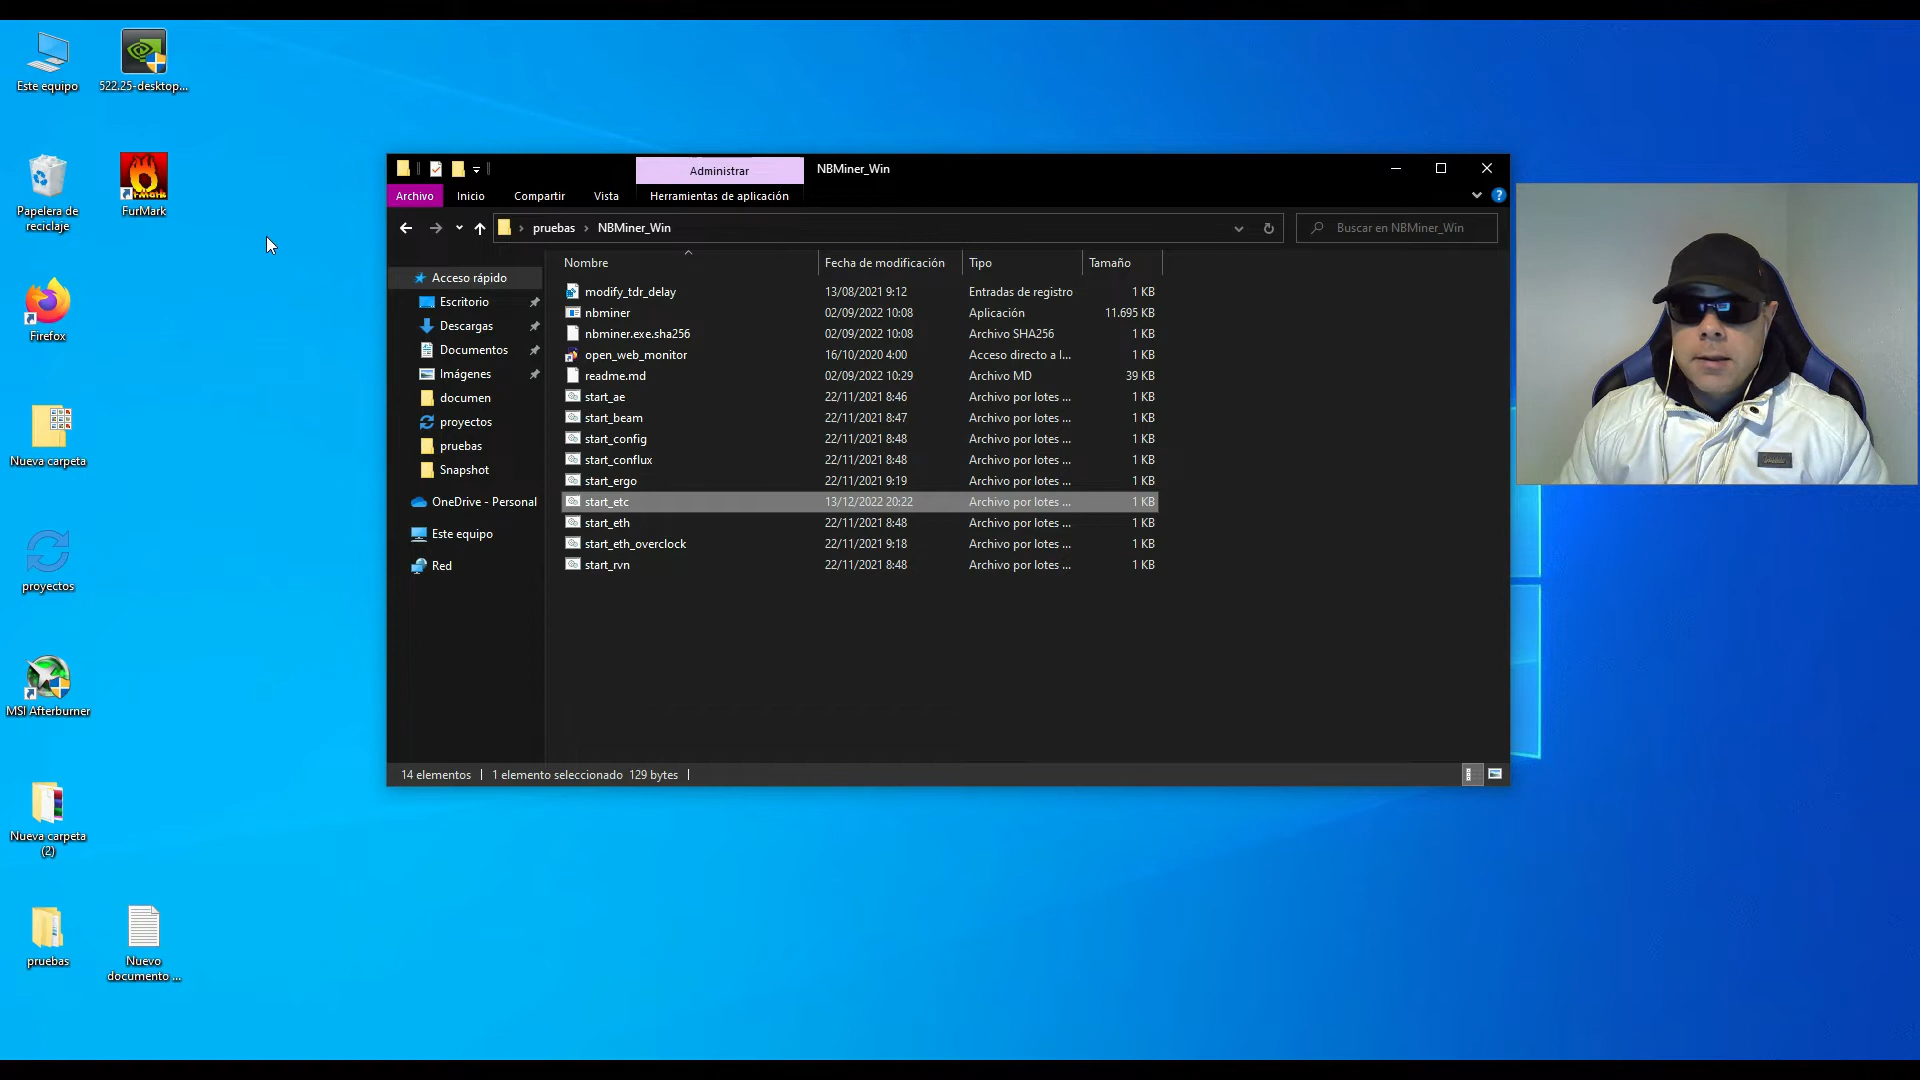 Este equipo
522.25-desktop...
Papelera de
reciclaje
FurMark
Firefox
Nueva carpeta
proyectos
MSI Afterburner
Nueva carpeta
(2)
pruebas
Nuevo
documento ...
Administrar
NBMiner_Win
Archivo
Inicio
Compartir
Vista
Herramientas de aplicación
pruebas
NBMiner_Win
Buscar en NBMiner_Win
Acceso rápido
Escritorio
Descargas
Documentos
Imágenes
documen
proyectos
pruebas
Snapshot
OneDrive - Personal
Este equipo
Red
Nombre Fecha de modificación Tipo Tamaño
modify_tdr_delay 13/08/2021 9:12 Entradas de registro 1 KB
nbminer 02/09/2022 10:08 Aplicación 11.695 KB
nbminer.exe.sha256 02/09/2022 10:08 Archivo SHA256 1 KB
open_web_monitor 16/10/2020 4:00 Acceso directo a l... 1 KB
readme.md 02/09/2022 10:29 Archivo MD 39 KB
start_ae 22/11/2021 8:46 Archivo por lotes ... 1 KB
start_beam 22/11/2021 8:47 Archivo por lotes ... 1 KB
start_config 22/11/2021 8:48 Archivo por lotes ... 1 KB
start_conflux 22/11/2021 8:48 Archivo por lotes ... 1 KB
start_ergo 22/11/2021 9:19 Archivo por lotes ... 1 KB
start_etc 13/12/2022 20:22 Archivo por lotes ... 1 KB
start_eth 22/11/2021 8:48 Archivo por lotes ... 1 KB
start_eth_overclock 22/11/2021 9:18 Archivo por lotes ... 1 KB
start_rvn 22/11/2021 8:48 Archivo por lotes ... 1 KB
14 elementos 1 elemento seleccionado 129 bytes